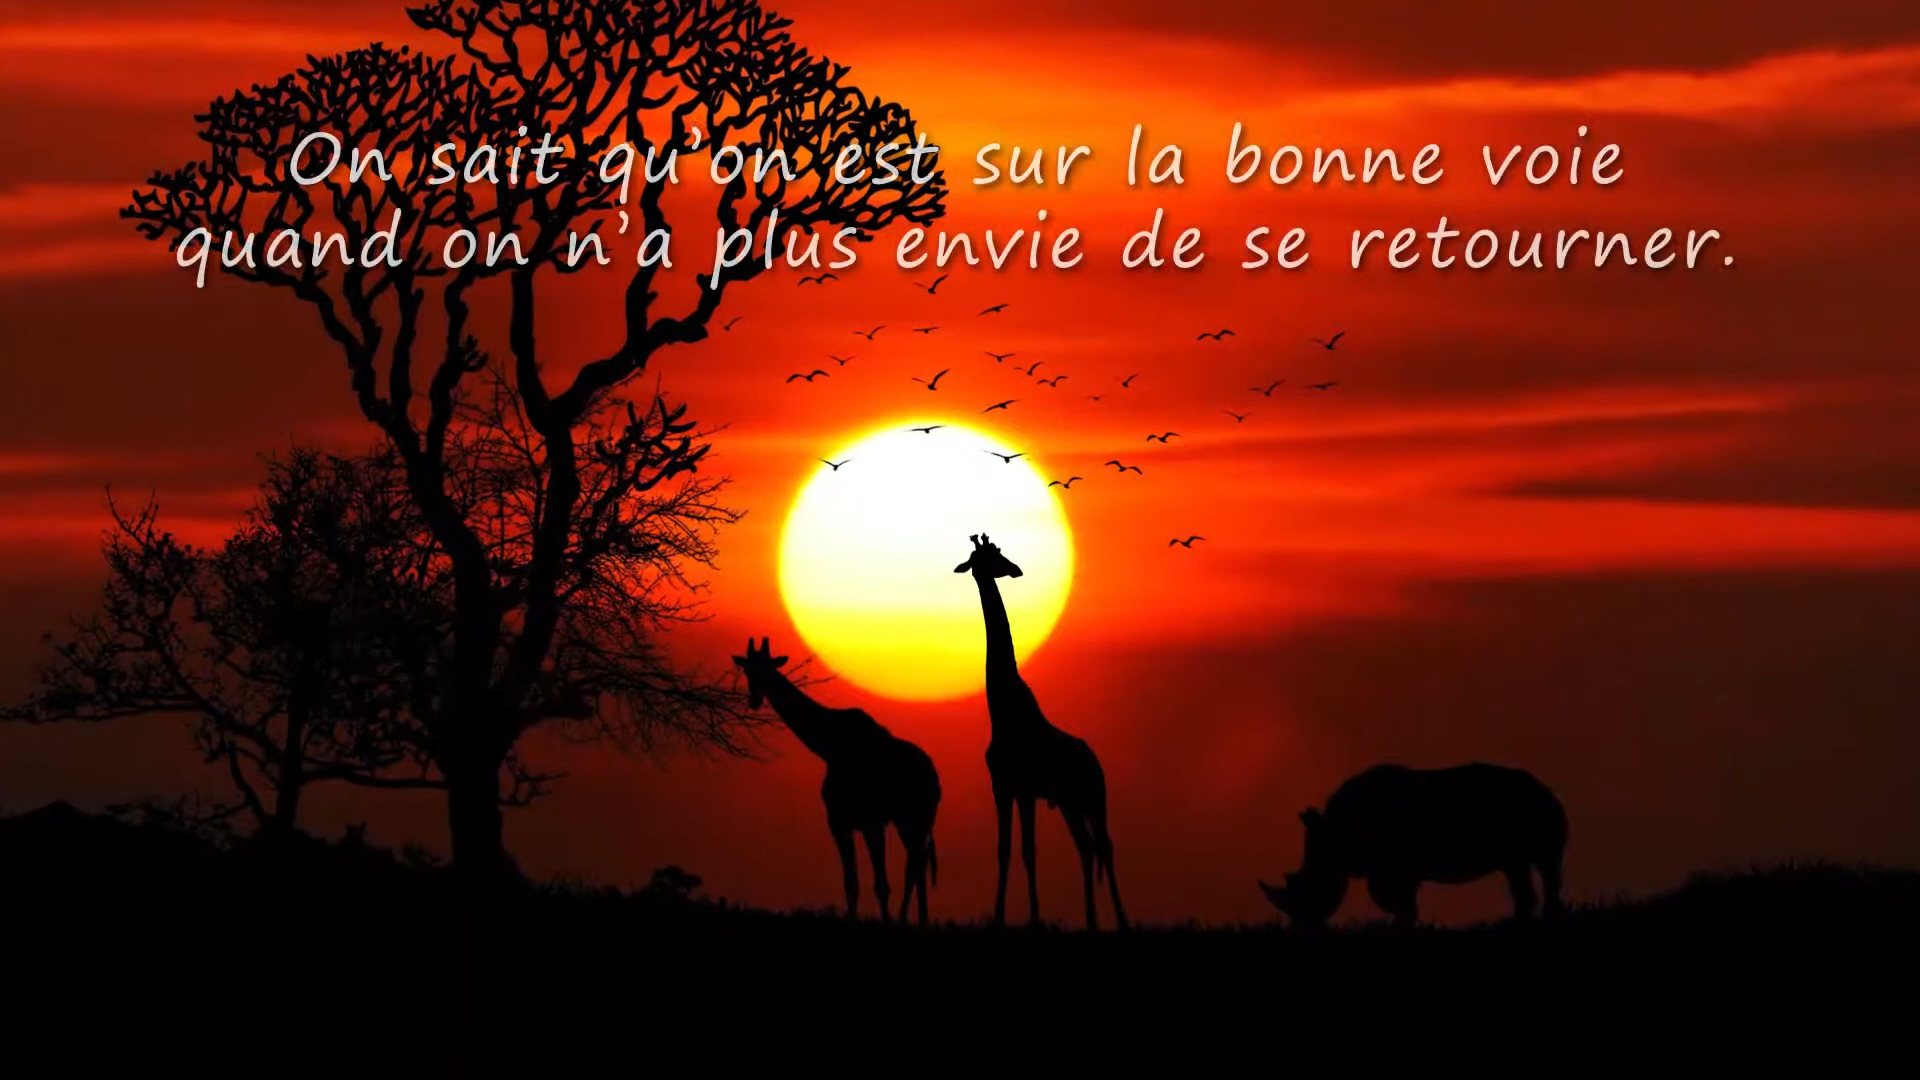 On sait qu’on est sur la bonne voie
quand on n’a plus envie de se retourner.